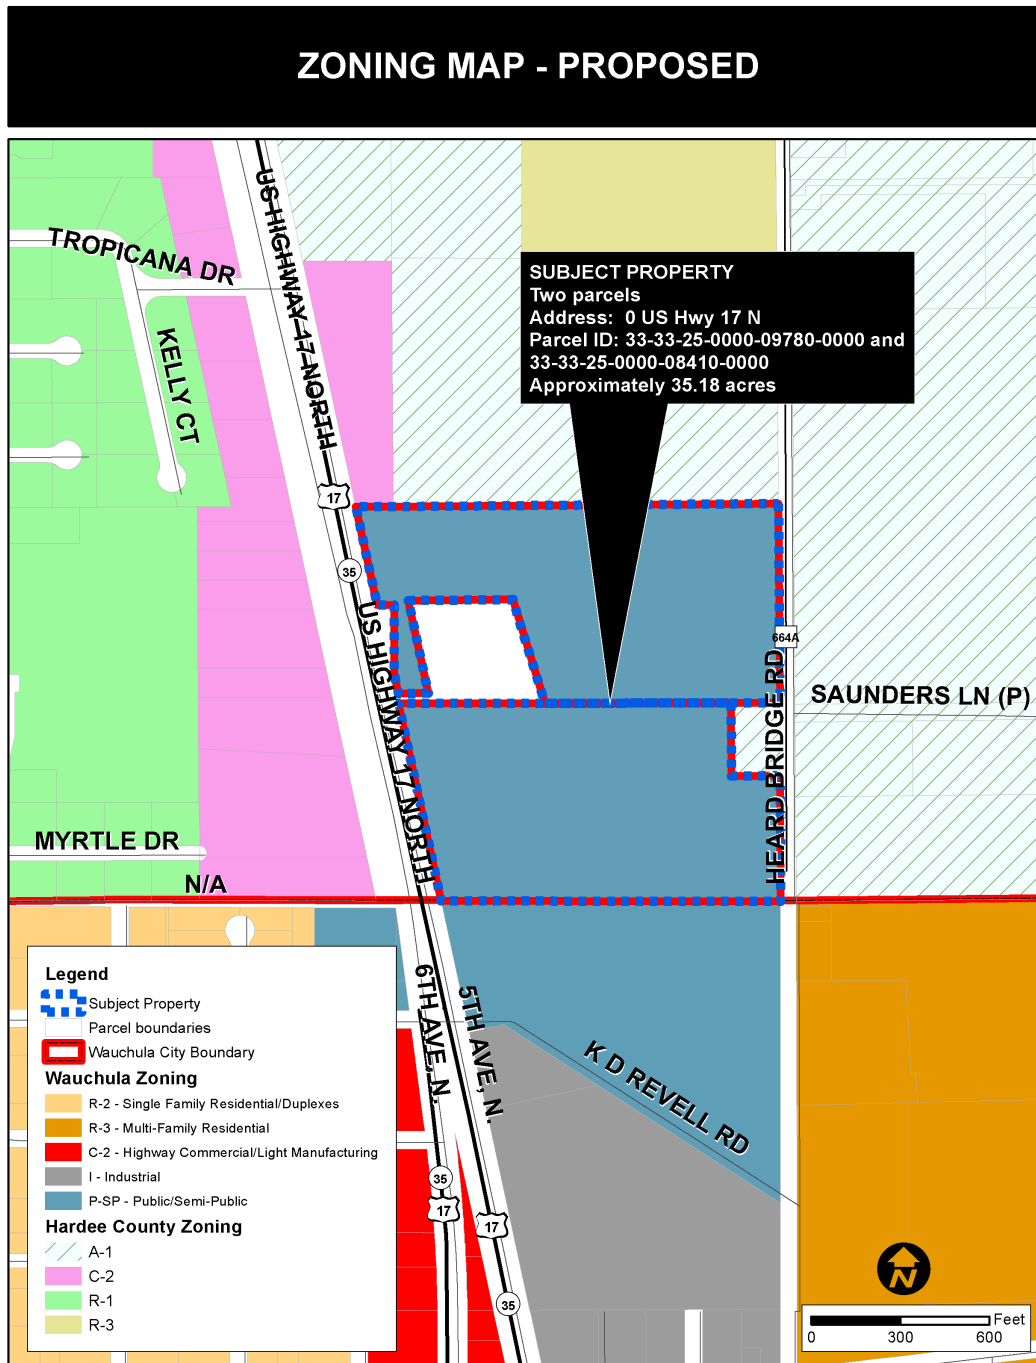 ZONING MAP - PROPOSED
US HIGHWAY 17 NORTH
TROPICANA DR
KELLY CT
SUBJECT PROPERTY
Two parcels
Address: 0 US Hwy 17 N
Parcel ID: 33-33-25-0000-09780-0000 and
33-33-25-0000-08410-0000
Approximately 35.18 acres
17
35
US HIGHWAY 17 NORTH
664A
HEARD BRIDGE RD
SAUNDERS LN (P)
MYRTLE DR
N/A
6TH AVE, N.
5TH AVE, N.
K D REVELL RD
35
17
17
35
Legend
Subject Property
Parcel boundaries
Wauchula City Boundary
Wauchula Zoning
R-2 - Single Family Residential/Duplexes
R-3 - Multi-Family Residential
C-2 - Highway Commercial/Light Manufacturing
I - Industrial
P-SP - Public/Semi-Public
Hardee County Zoning
A-1
C-2
R-1
R-3
N
Feet
0 300 600